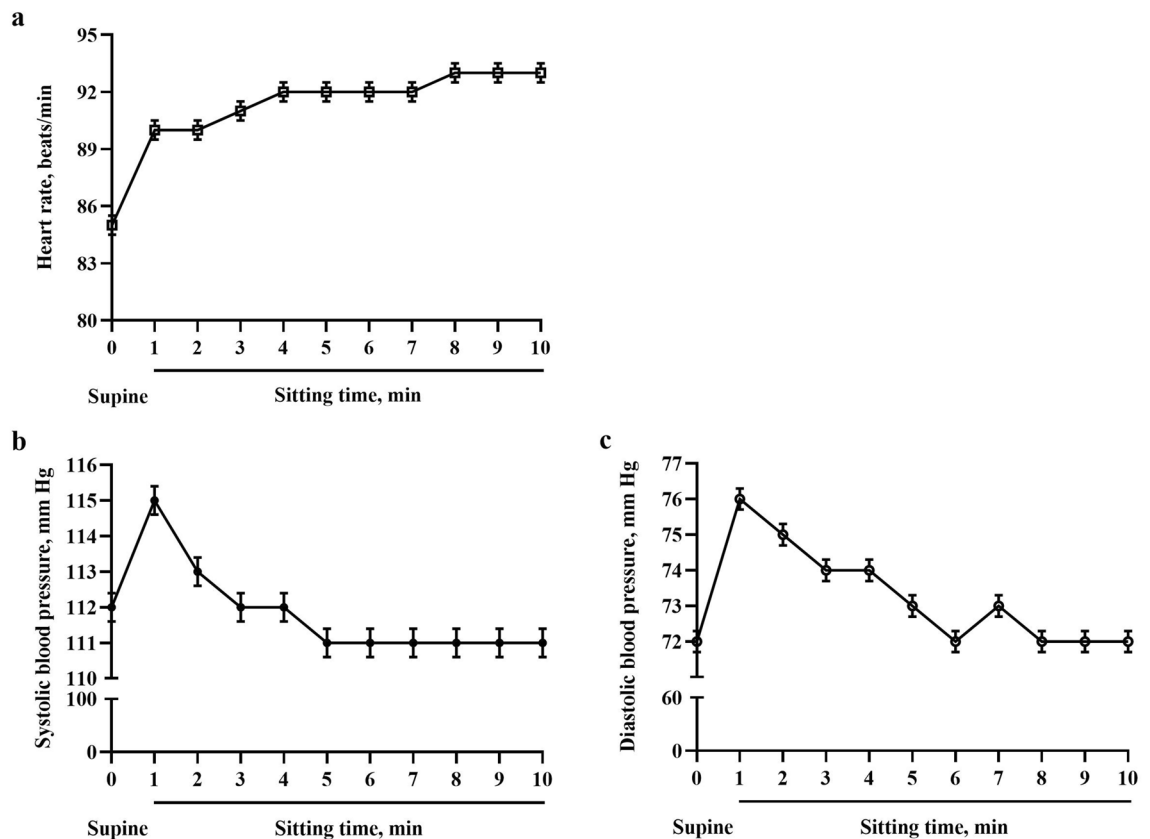 a
Heart rate, beats/min
95
92
89
86
83
80
0 1 2 3 4 5 6 7 8 9 10
Supine Sitting time, min
b
Systolic blood pressure, mm Hg
116
115
114
113
112
111
110
100
0
0 1 2 3 4 5 6 7 8 9 10
Supine Sitting time, min
c
Diastolic blood pressure, mm Hg
77
76
75
74
73
72
60
0
0 1 2 3 4 5 6 7 8 9 10
Supine Sitting time, min